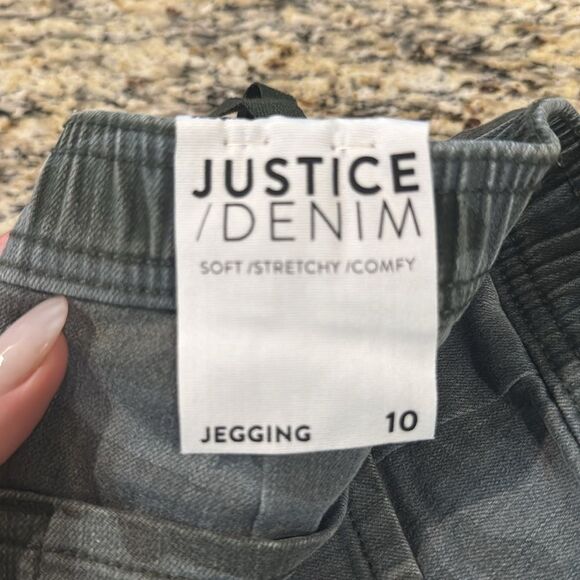 JUSTICE
/DENIM
SOFT /STRETCHY /COMFY
JEGGING 10